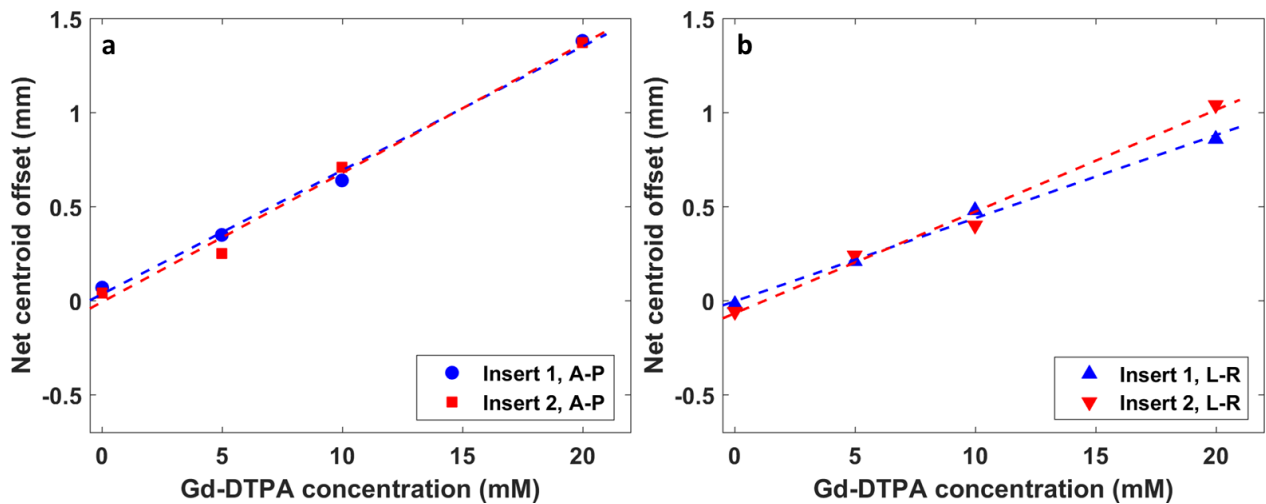 a
Net centroid offset (mm)
1.5
1
0.5
0
-0.5
0
5
10
15
20
Gd-DTPA concentration (mM)
Insert 1, A-P
Insert 2, A-P
b
Net centroid offset (mm)
1.5
1
0.5
0
-0.5
0
5
10
15
20
Gd-DTPA concentration (mM)
Insert 1, L-R
Insert 2, L-R